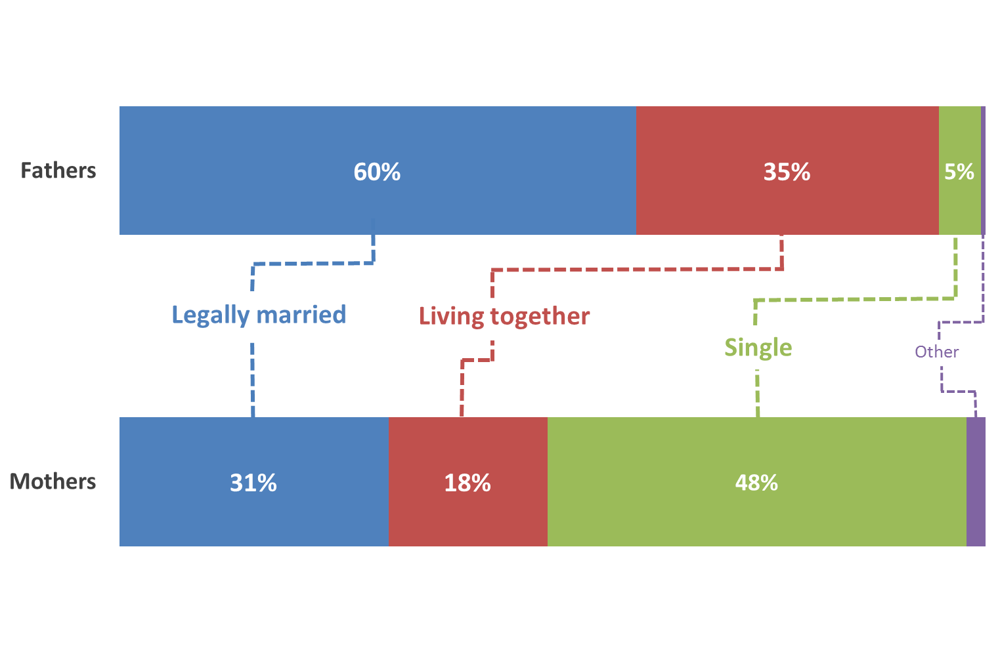 Fathers
60%
35%
5%
Legally married
Living together
Single
Other
Mothers
31%
18%
48%